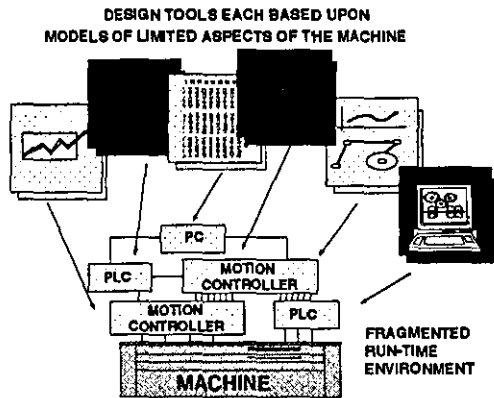 DESIGN TOOLS EACH BASED UPON
MODELS OF LIMITED ASPECTS OF THE MACHINE
PC
PLC
MOTION
CONTROLLER
MOTION
CONTROLLER
PLC
FRAGMENTED
RUN-TIME
ENVIRONMENT
MACHINE